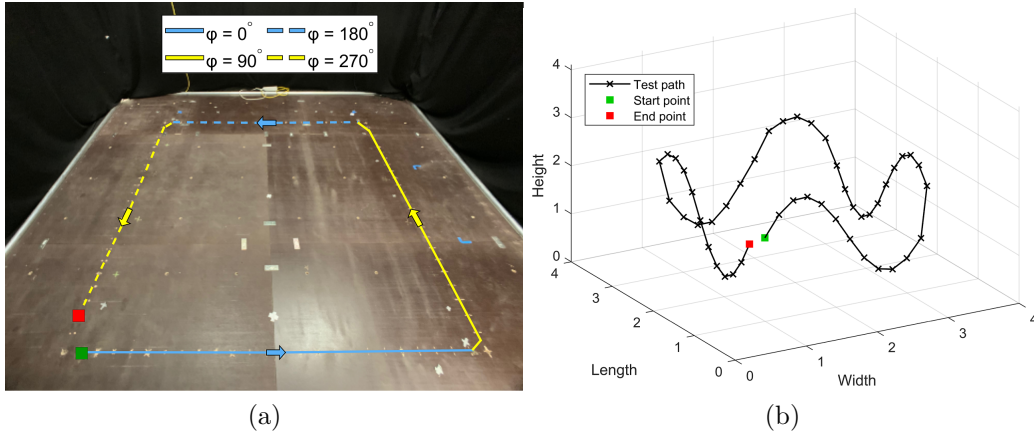 φ = 0° φ = 180°
φ = 90° φ = 270°
4
3
2
1
0
Height
Test path
Start point
End point
4
3
2
1
0
Length
0
1
2
3
4
Width
(a)
(b)